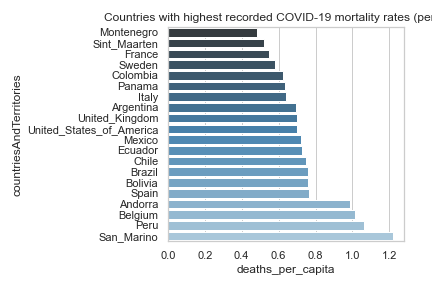 Countries with highest recorded COVID-19 mortality rates (per
Montenegro
Sint_Maarten
France
Sweden
Colombia
Panama
Italy
Argentina
United_Kingdom
United_States_of_America
Mexico
Ecuador
Chile
Brazil
Bolivia
Spain
Andorra
Belgium
Peru
San_Marino
countriesAndTerritories
0.0 0.2 0.4 0.6 0.8 1.0 1.2
deaths_per_capita